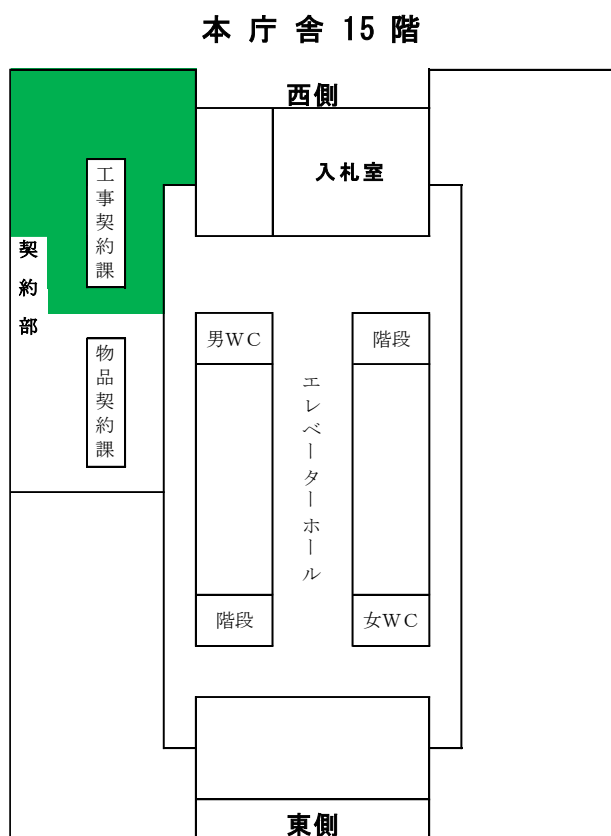 本庁舎 15 階
西側
入札室
工事契約課
契約部
物品契約課
男WC
階段
エレベーターホール
階段
女WC
東側